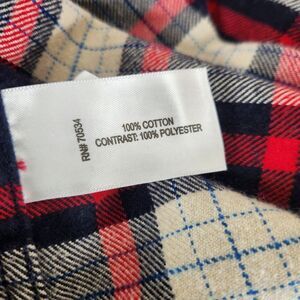 100% COTTON
CONTRAST: 100% POLYESTER
RN# 70534